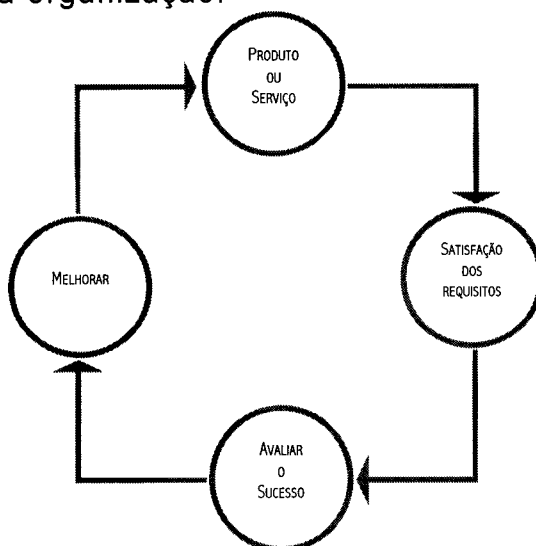 a organização.
PRODUTO
OU
SERVIÇO
SATISFAÇÃO
DOS
REQUISITOS
MELHORAR
AVALIAR
O
SUCESSO